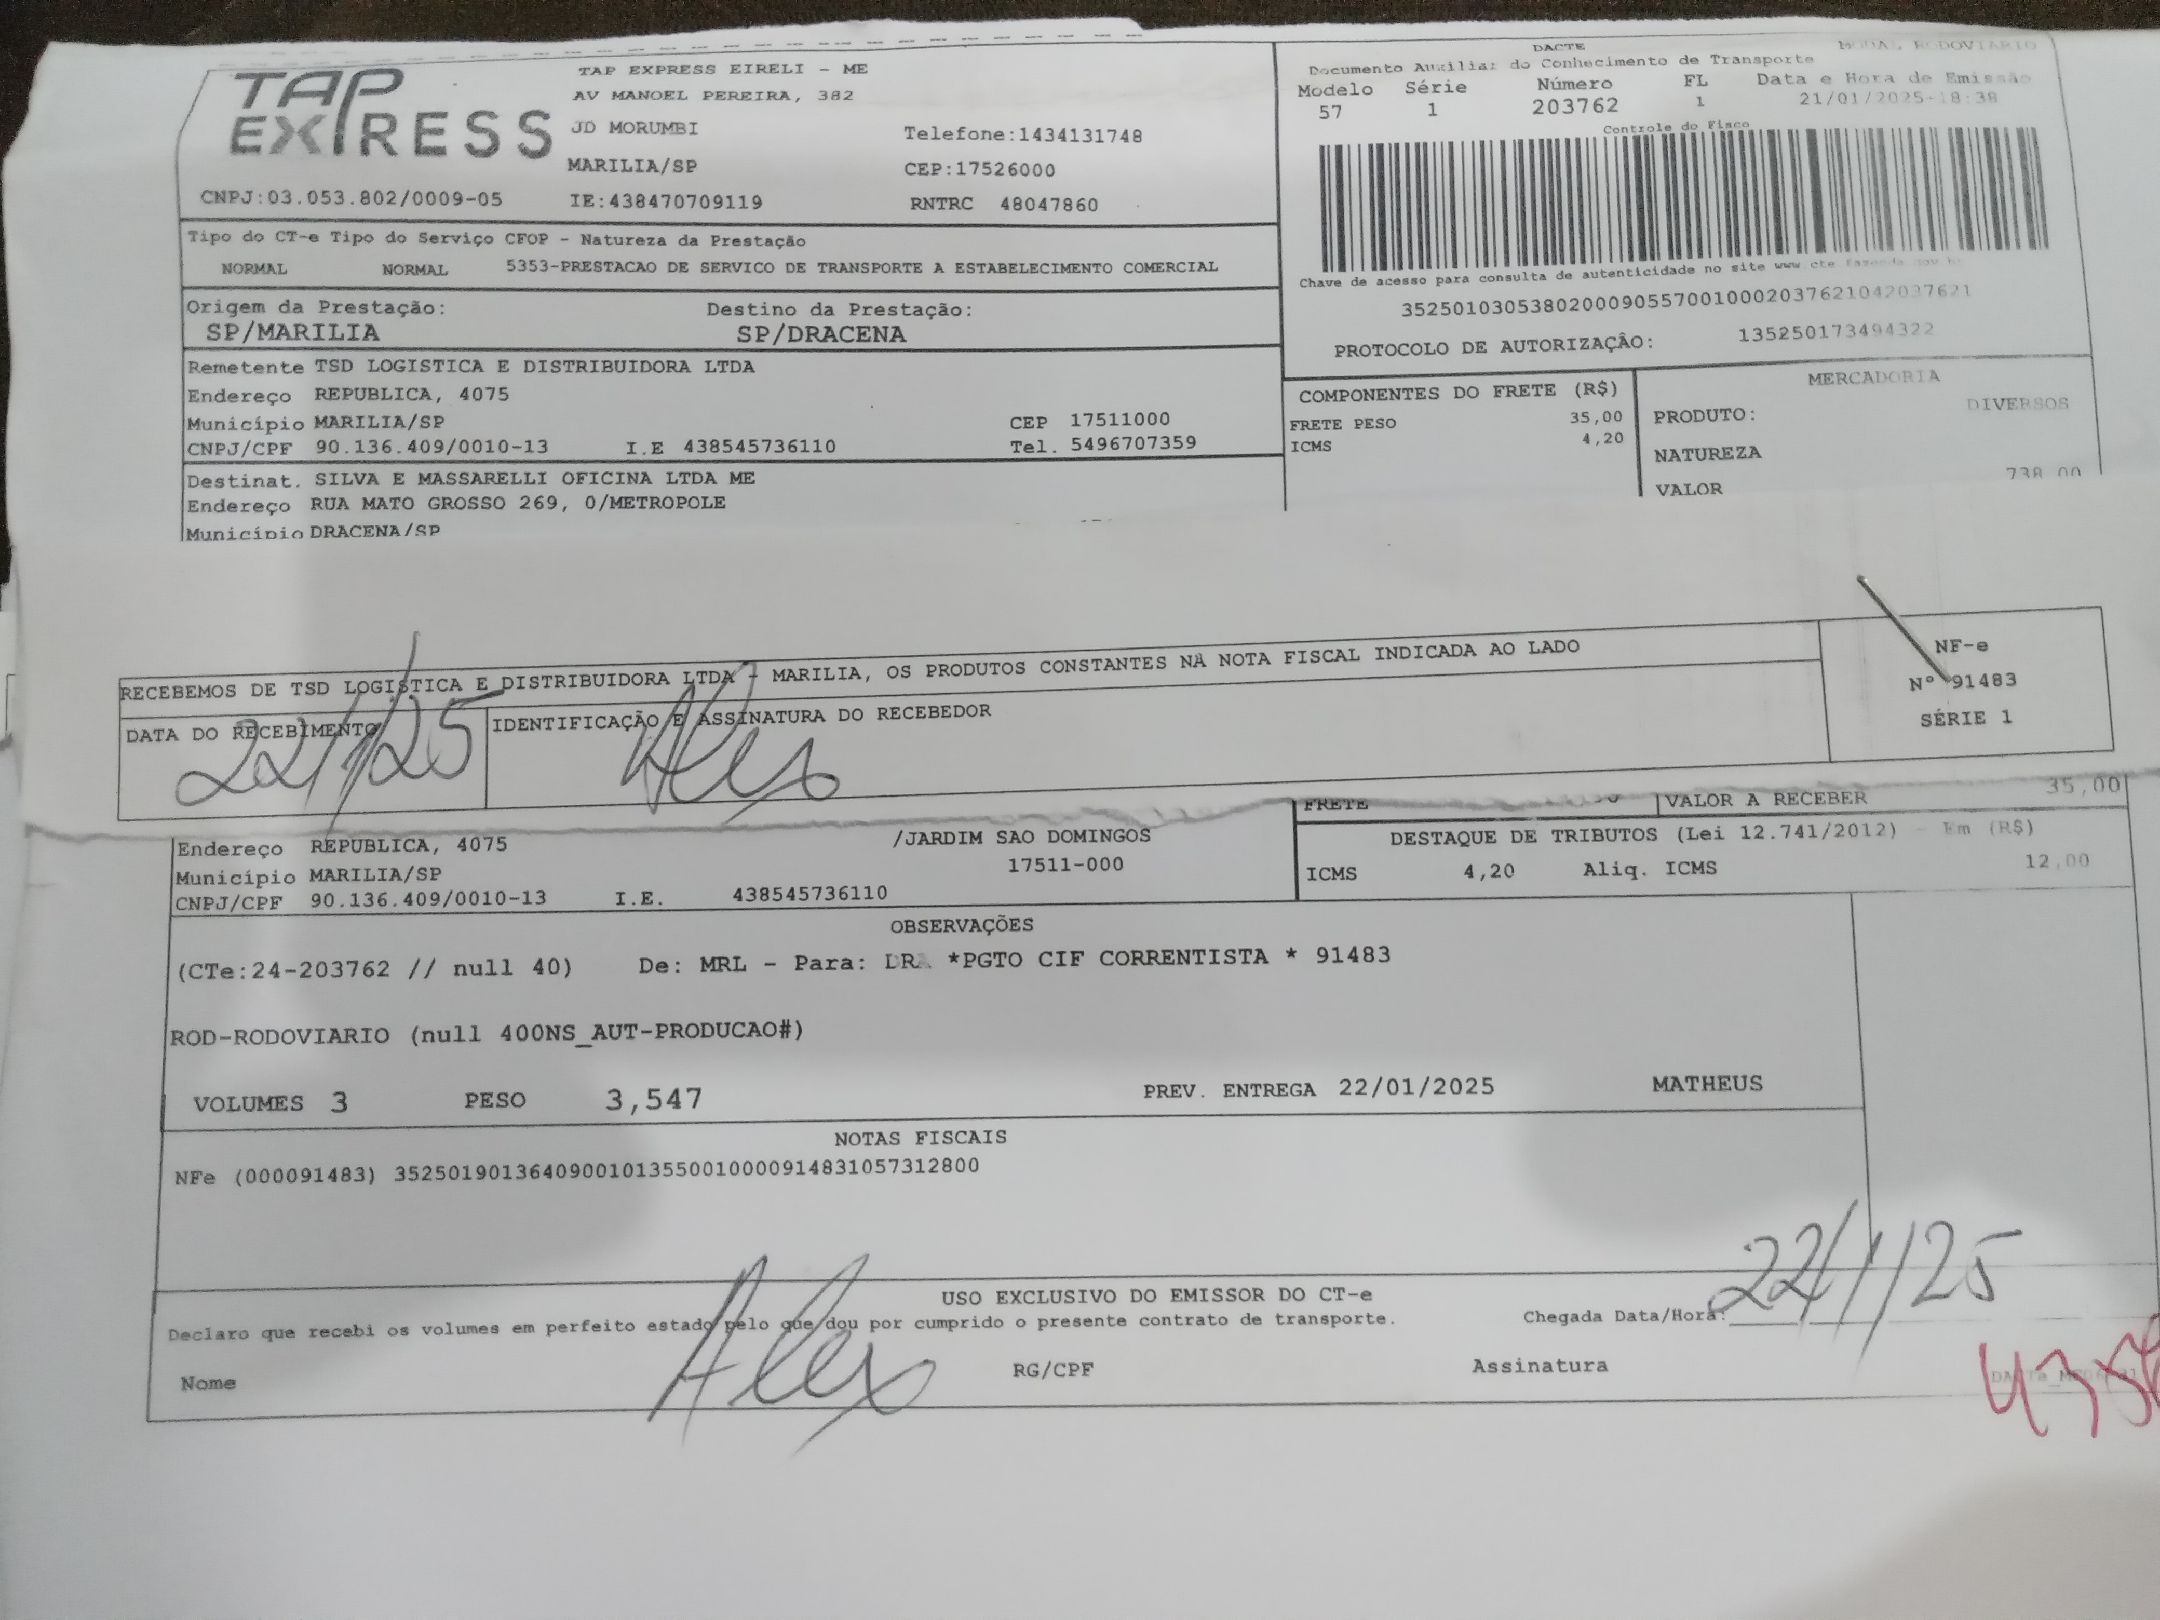 TAP EXPRESS
TAP EXPRESS EIRELI - ME
AV MANOEL PEREIRA, 382
JD MORUMBI
Telefone:1434131748
MARILIA/SP
CEP:17526000
CNPJ:03.053.802/0009-05
IE:438470709119
RNTRC 48047860
DACTE
MODAL RODOVIARIO
Documento Auxiliar do Conhecimento de Transporte
Modelo Série Número FL Data e Hora de Emissão
57 1 203762 1 21/01/2025-18:38
Controle do Fisco
Chave de acesso para consulta de autenticidade no site www cte fazenda gov br
PROTOCOLO DE AUTORIZAÇÃO: 135250173494322
Tipo do CT-e Tipo do Serviço CFOP - Natureza da Prestação
NORMAL NORMAL 5353-PRESTACAO DE SERVICO DE TRANSPORTE A ESTABELECIMENTO COMERCIAL
Origem da Prestação: Destino da Prestação:
SP/MARILIA SP/DRACENA
Remetente TSD LOGISTICA E DISTRIBUIDORA LTDA
Endereço REPUBLICA, 4075
Município MARILIA/SP CEP 17511000
CNPJ/CPF 90.136.409/0010-13 I.E 438545736110 Tel. 5496707359
COMPONENTES DO FRETE (R$)
FRETE PESO 35,00
ICMS 4,20
MERCADORIA
PRODUTO: DIVERSOS
NATUREZA
VALOR 738,00
Destinat. SILVA E MASSARELLI OFICINA LTDA ME
Endereço RUA MATO GROSSO 269, 0/METROPOLE
Município DRACENA/SP
RECEBEMOS DE TSD LOGISTICA E DISTRIBUIDORA LTDA - MARILIA, OS PRODUTOS CONSTANTES NA NOTA FISCAL INDICADA AO LADO
DATA DO RECEBIMENTO
22/1/25
IDENTIFICAÇÃO E ASSINATURA DO RECEBEDOR
Alex
NF-e
Nº 91483
SÉRIE 1
FRETE VALOR A RECEBER 35,00
Endereço REPUBLICA, 4075 /JARDIM SAO DOMINGOS
Município MARILIA/SP 17511-000
CNPJ/CPF 90.136.409/0010-13 I.E. 438545736110
DESTAQUE DE TRIBUTOS (Lei 12.741/2012) - Em (R$)
ICMS 4,20 Aliq. ICMS 12,00
OBSERVAÇÕES
(CTe:24-203762 // null 40) De: MRL - Para: DRA *PGTO CIF CORRENTISTA * 91483
ROD-RODOVIARIO (null 400NS_AUT-PRODUCAO#)
VOLUMES 3 PESO 3,547 PREV. ENTREGA 22/01/2025 MATHEUS
NOTAS FISCAIS
NFe (000091483) 35250190136409001013550010000914831057312800
USO EXCLUSIVO DO EMISSOR DO CT-e
Declaro que recebi os volumes em perfeito estado pelo que dou por cumprido o presente contrato de transporte.
Chegada Data/Hora: 22/1/25
Nome Alex RG/CPF Assinatura